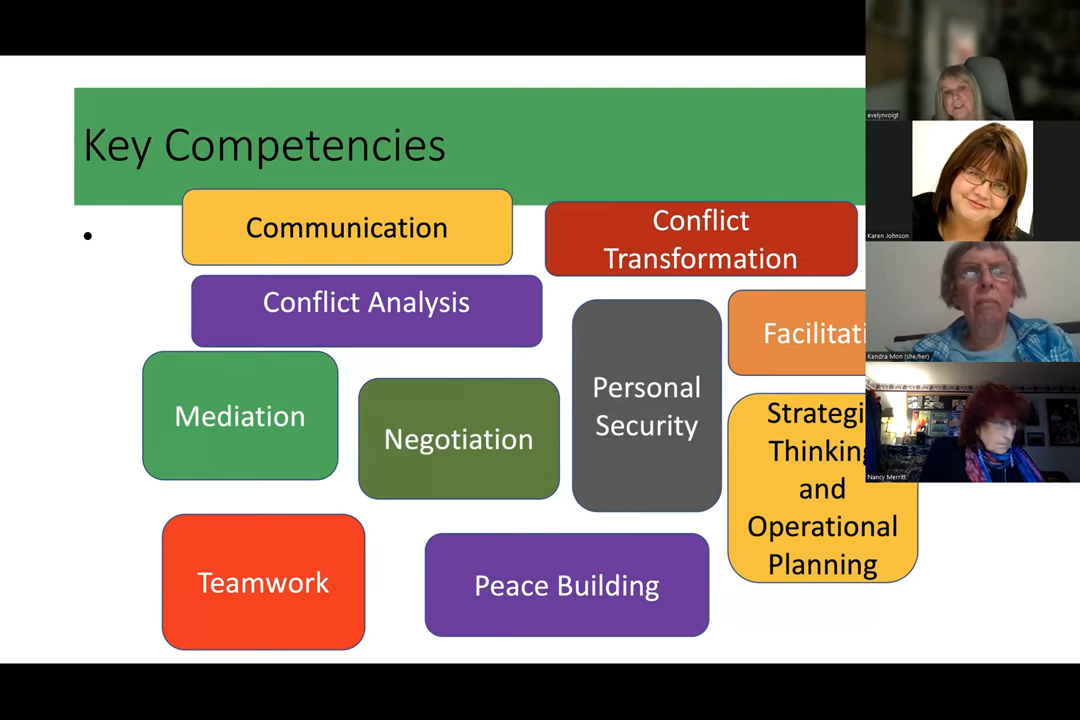 Key Competencies
•
Communication
Conflict
Transformation
Conflict Analysis
Facilitati
Mediation
Negotiation
Personal
Security
Strategi
Thinking
and
Operational
Planning
Teamwork
Peace Building
evelynvoigt
Karen Johnson
Kendra Mon (she/her)
Nancy Merritt